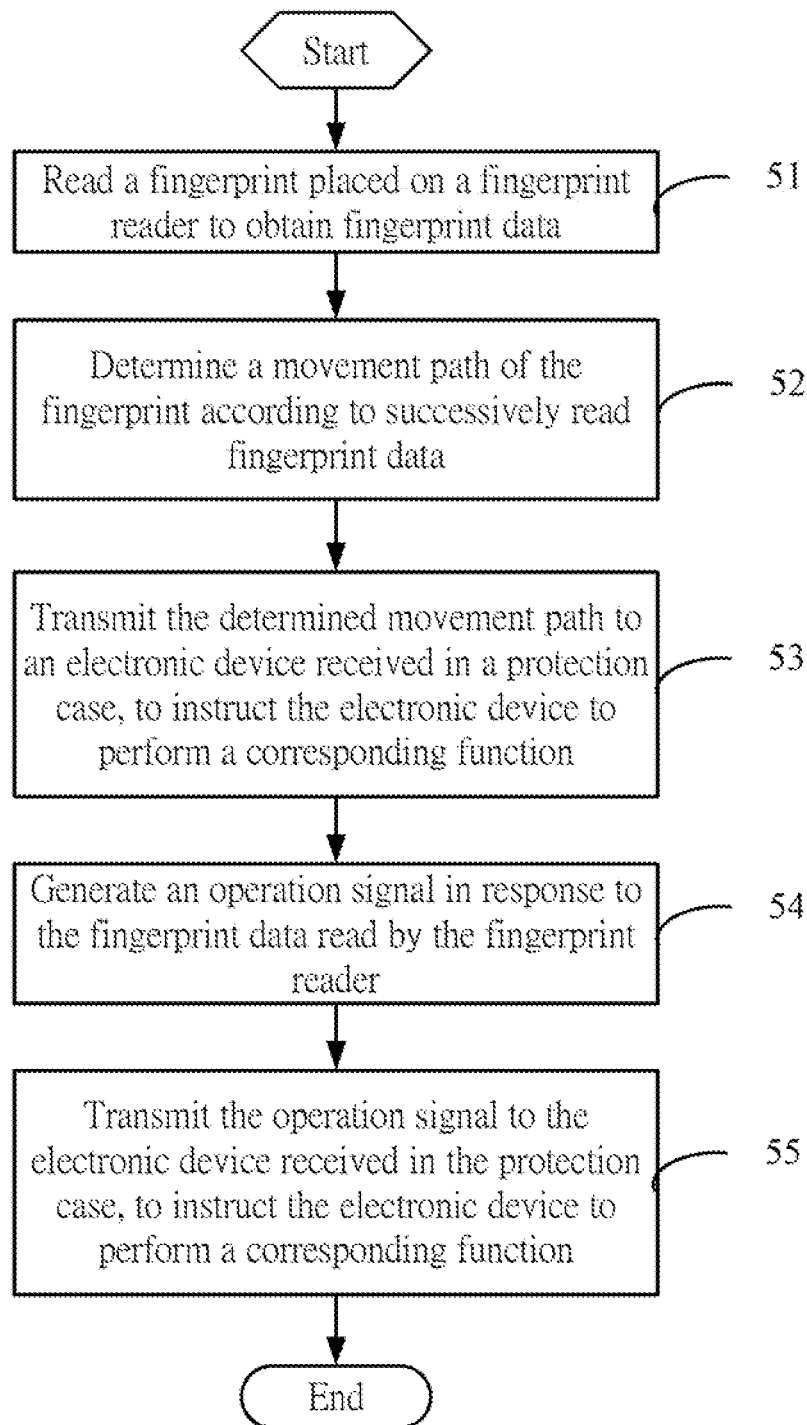 Start
Read a fingerprint placed on a fingerprint
reader to obtain fingerprint data
51
Determine a movement path of the
fingerprint according to successively read
fingerprint data
52
Transmit the determined movement path to
an electronic device received in a protection
case, to instruct the electronic device to
perform a corresponding function
53
Generate an operation signal in response to
the fingerprint data read by the fingerprint
reader
54
Transmit the operation signal to the
electronic device received in the protection
case, to instruct the electronic device to
perform a corresponding function
55
End